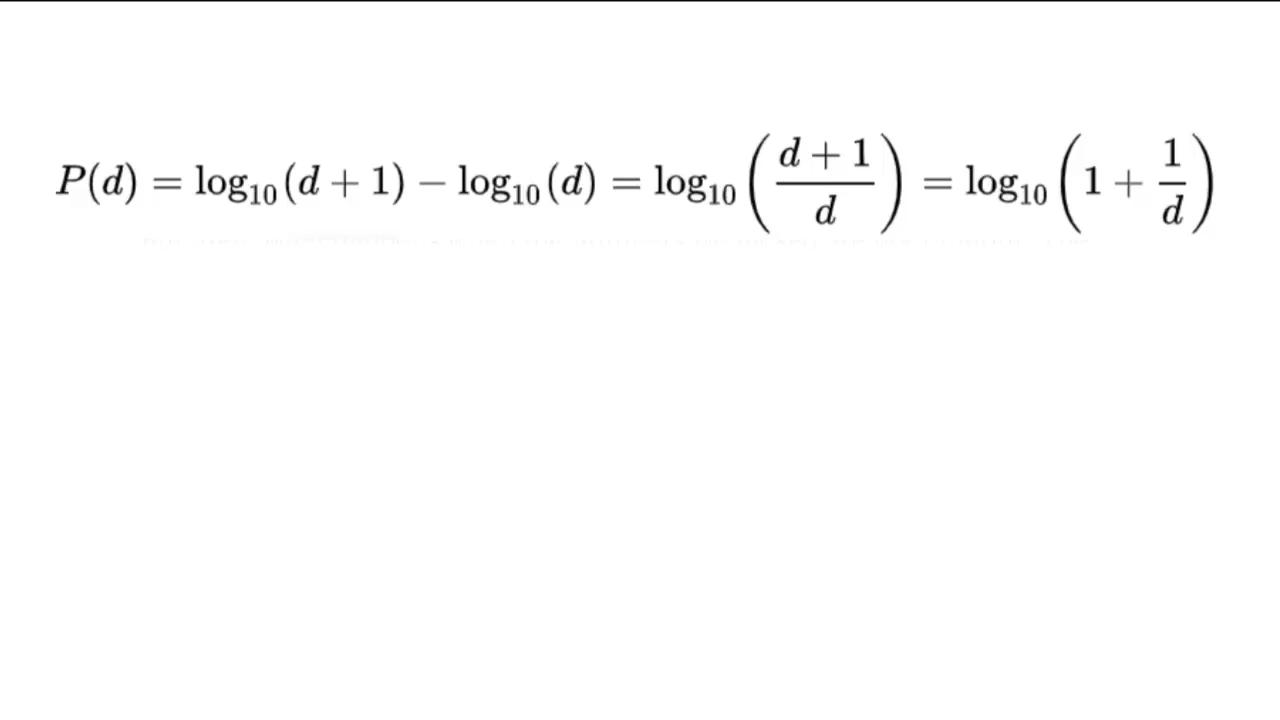 P(d) = log₁₀(d + 1) − log₁₀(d) = log₁₀((d + 1)/d) = log₁₀(1 + 1/d)